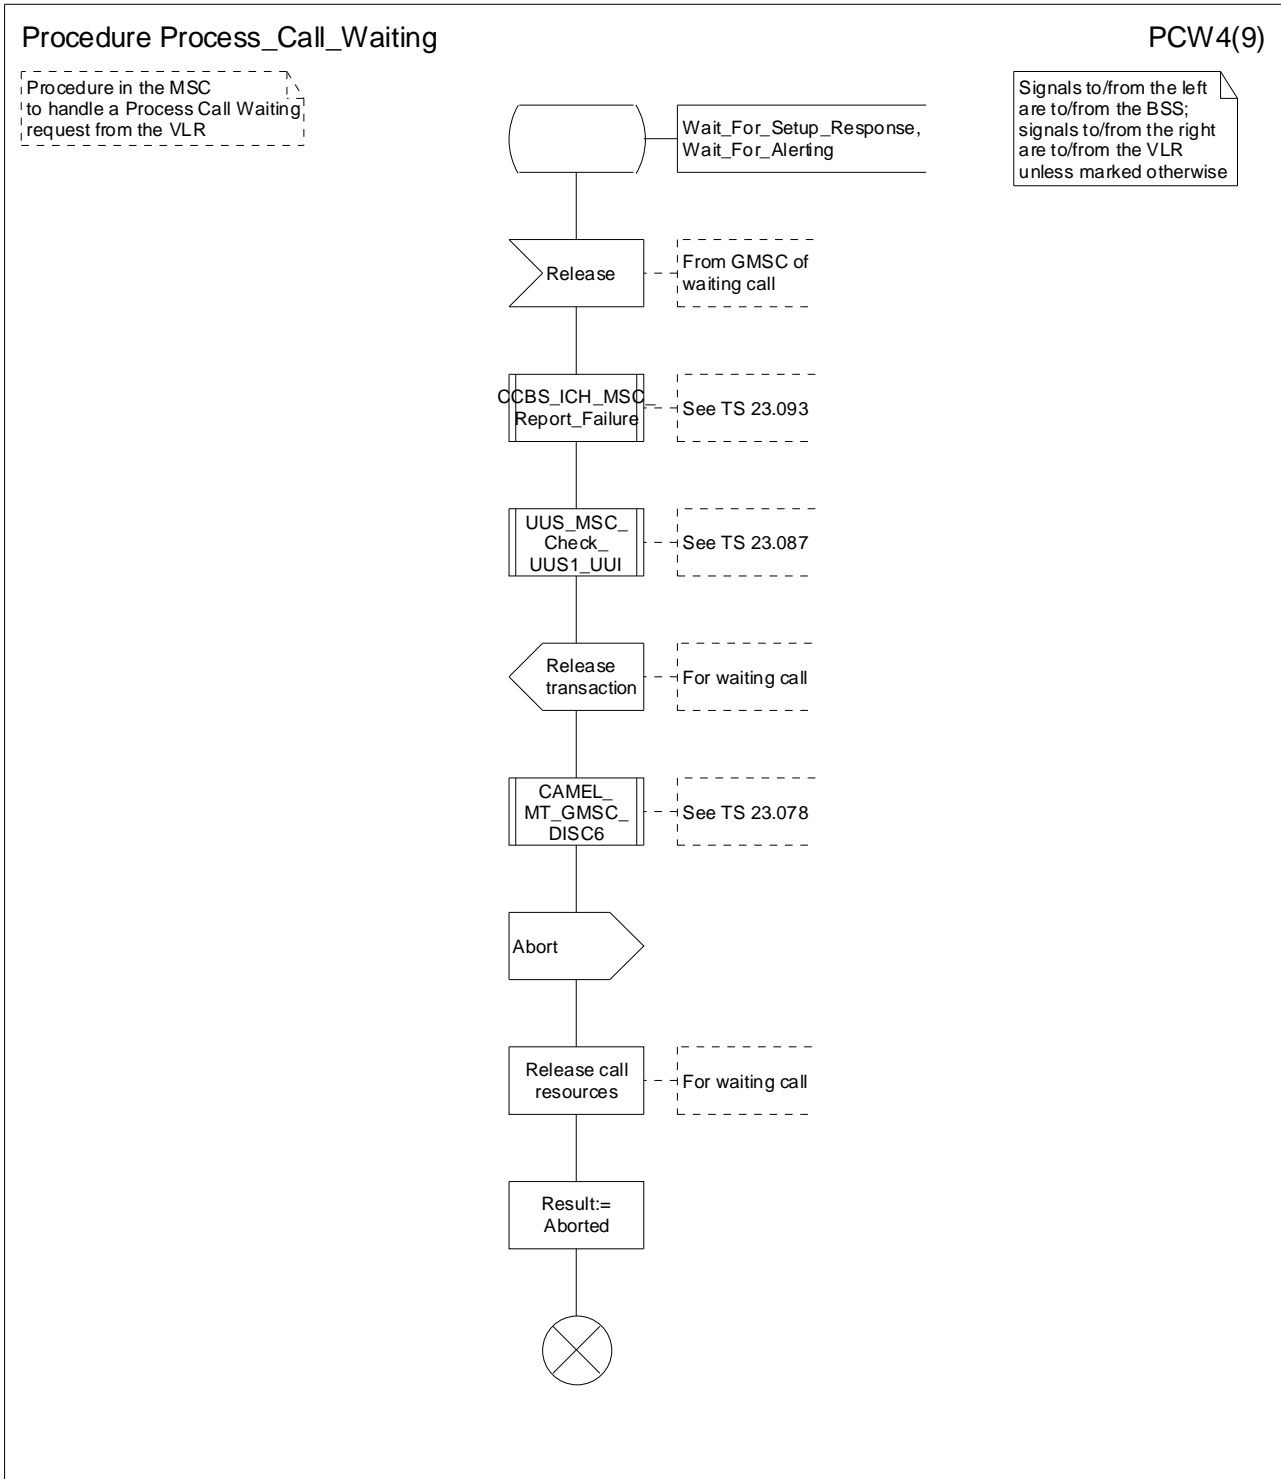 Procedure Process_Call_Waiting
PCW4(9)
Procedure in the MSC
to handle a Process Call Waiting
request from the VLR
Signals to/from the left
are to/from the BSS;
signals to/from the right
are to/from the VLR
unless marked otherwise
Wait_For_Setup_Response,
Wait_For_Alerting
Release
From GMSC of
waiting call
CCBS_ICH_MSC_
Report_Failure
See TS 23.093
UUS_MSC_
Check_
UUS1_UUI
See TS 23.087
Release
transaction
For waiting call
CAMEL_
MT_GMSC_
DISC6
See TS 23.078
Abort
Release call
resources
For waiting call
Result:=
Aborted